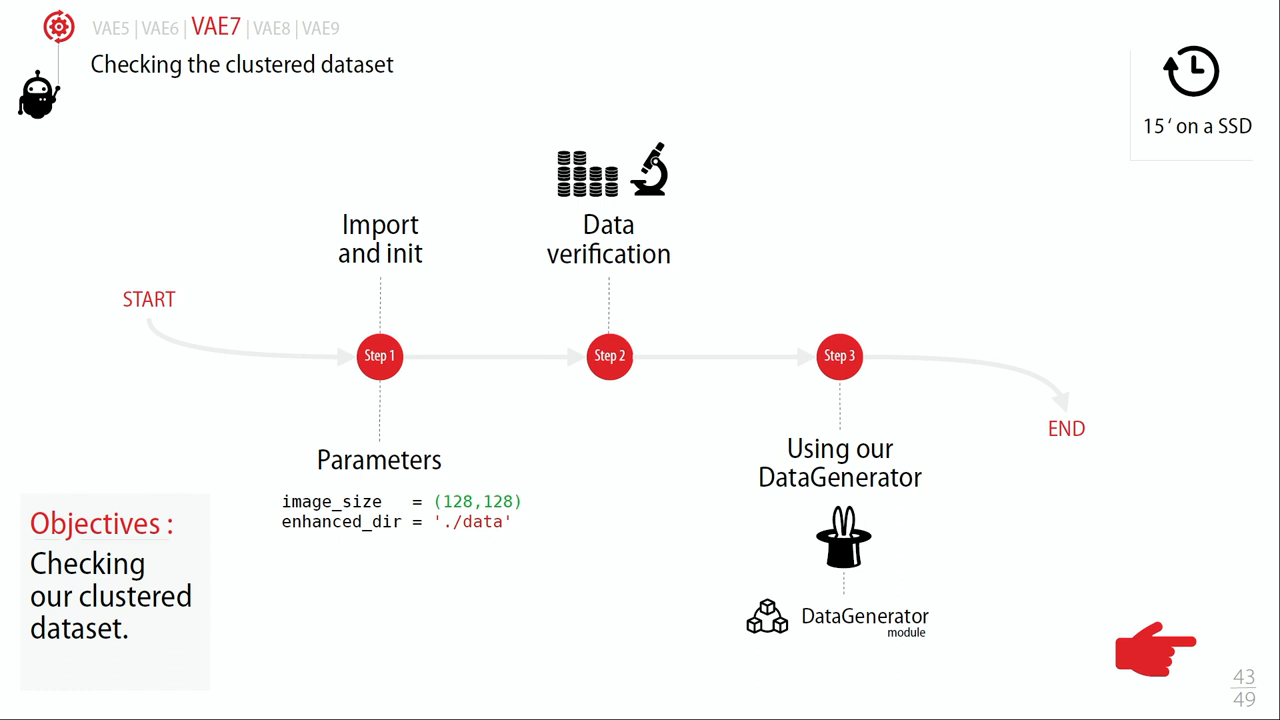 VAE5 | VAE6 | VAE7 | VAE8 | VAE9
Checking the clustered dataset
15‘ on a SSD
Import
and init
Data
verification
START
Step 1
Step 2
Step 3
END
Parameters
image_size   = (128,128)
enhanced_dir = './data'
Using our
DataGenerator
DataGenerator
module
Objectives :
Checking
our clustered
dataset.
43
49